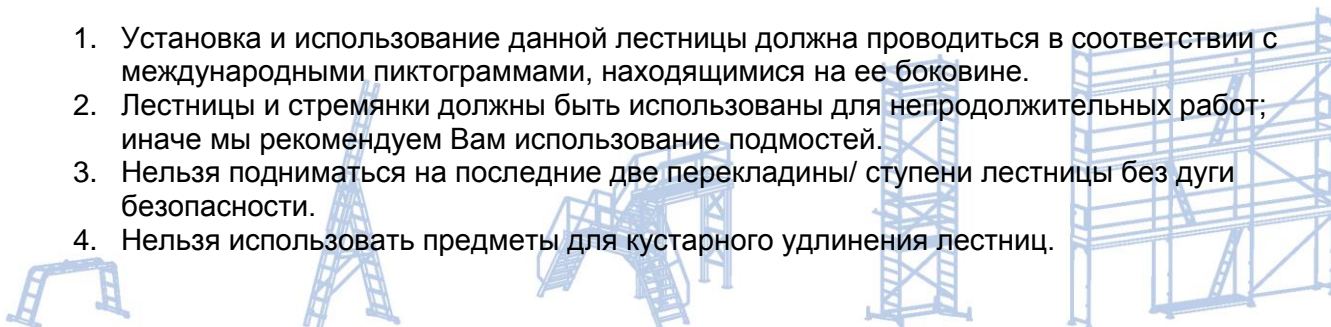 1. Установка и использование данной лестницы должна проводиться в соответствии с
международными пиктограммами, находящимися на ее боковине.
2. Лестницы и стремянки должны быть использованы для непродолжительных работ;
иначе мы рекомендуем Вам использование подмостей.
3. Нельзя подниматься на последние две перекладины/ ступени лестницы без дуги
безопасности.
4. Нельзя использовать предметы для кустарного удлинения лестниц.